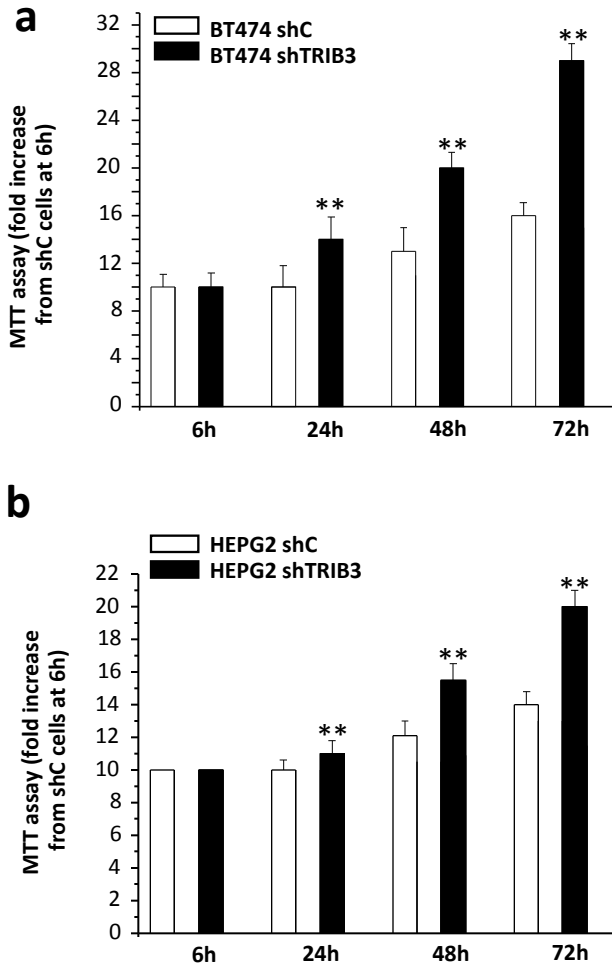 a
BT474 shC
BT474 shTRIB3
MTT assay (fold increase
from shC cells at 6h)
32
28
24
20
16
12
8
4
0
**
**
**
6h
24h
48h
72h
b
HEPG2 shC
HEPG2 shTRIB3
MTT assay (fold increase
from shC cells at 6h)
22
20
18
16
14
12
10
8
6
4
2
0
**
**
**
6h
24h
48h
72h